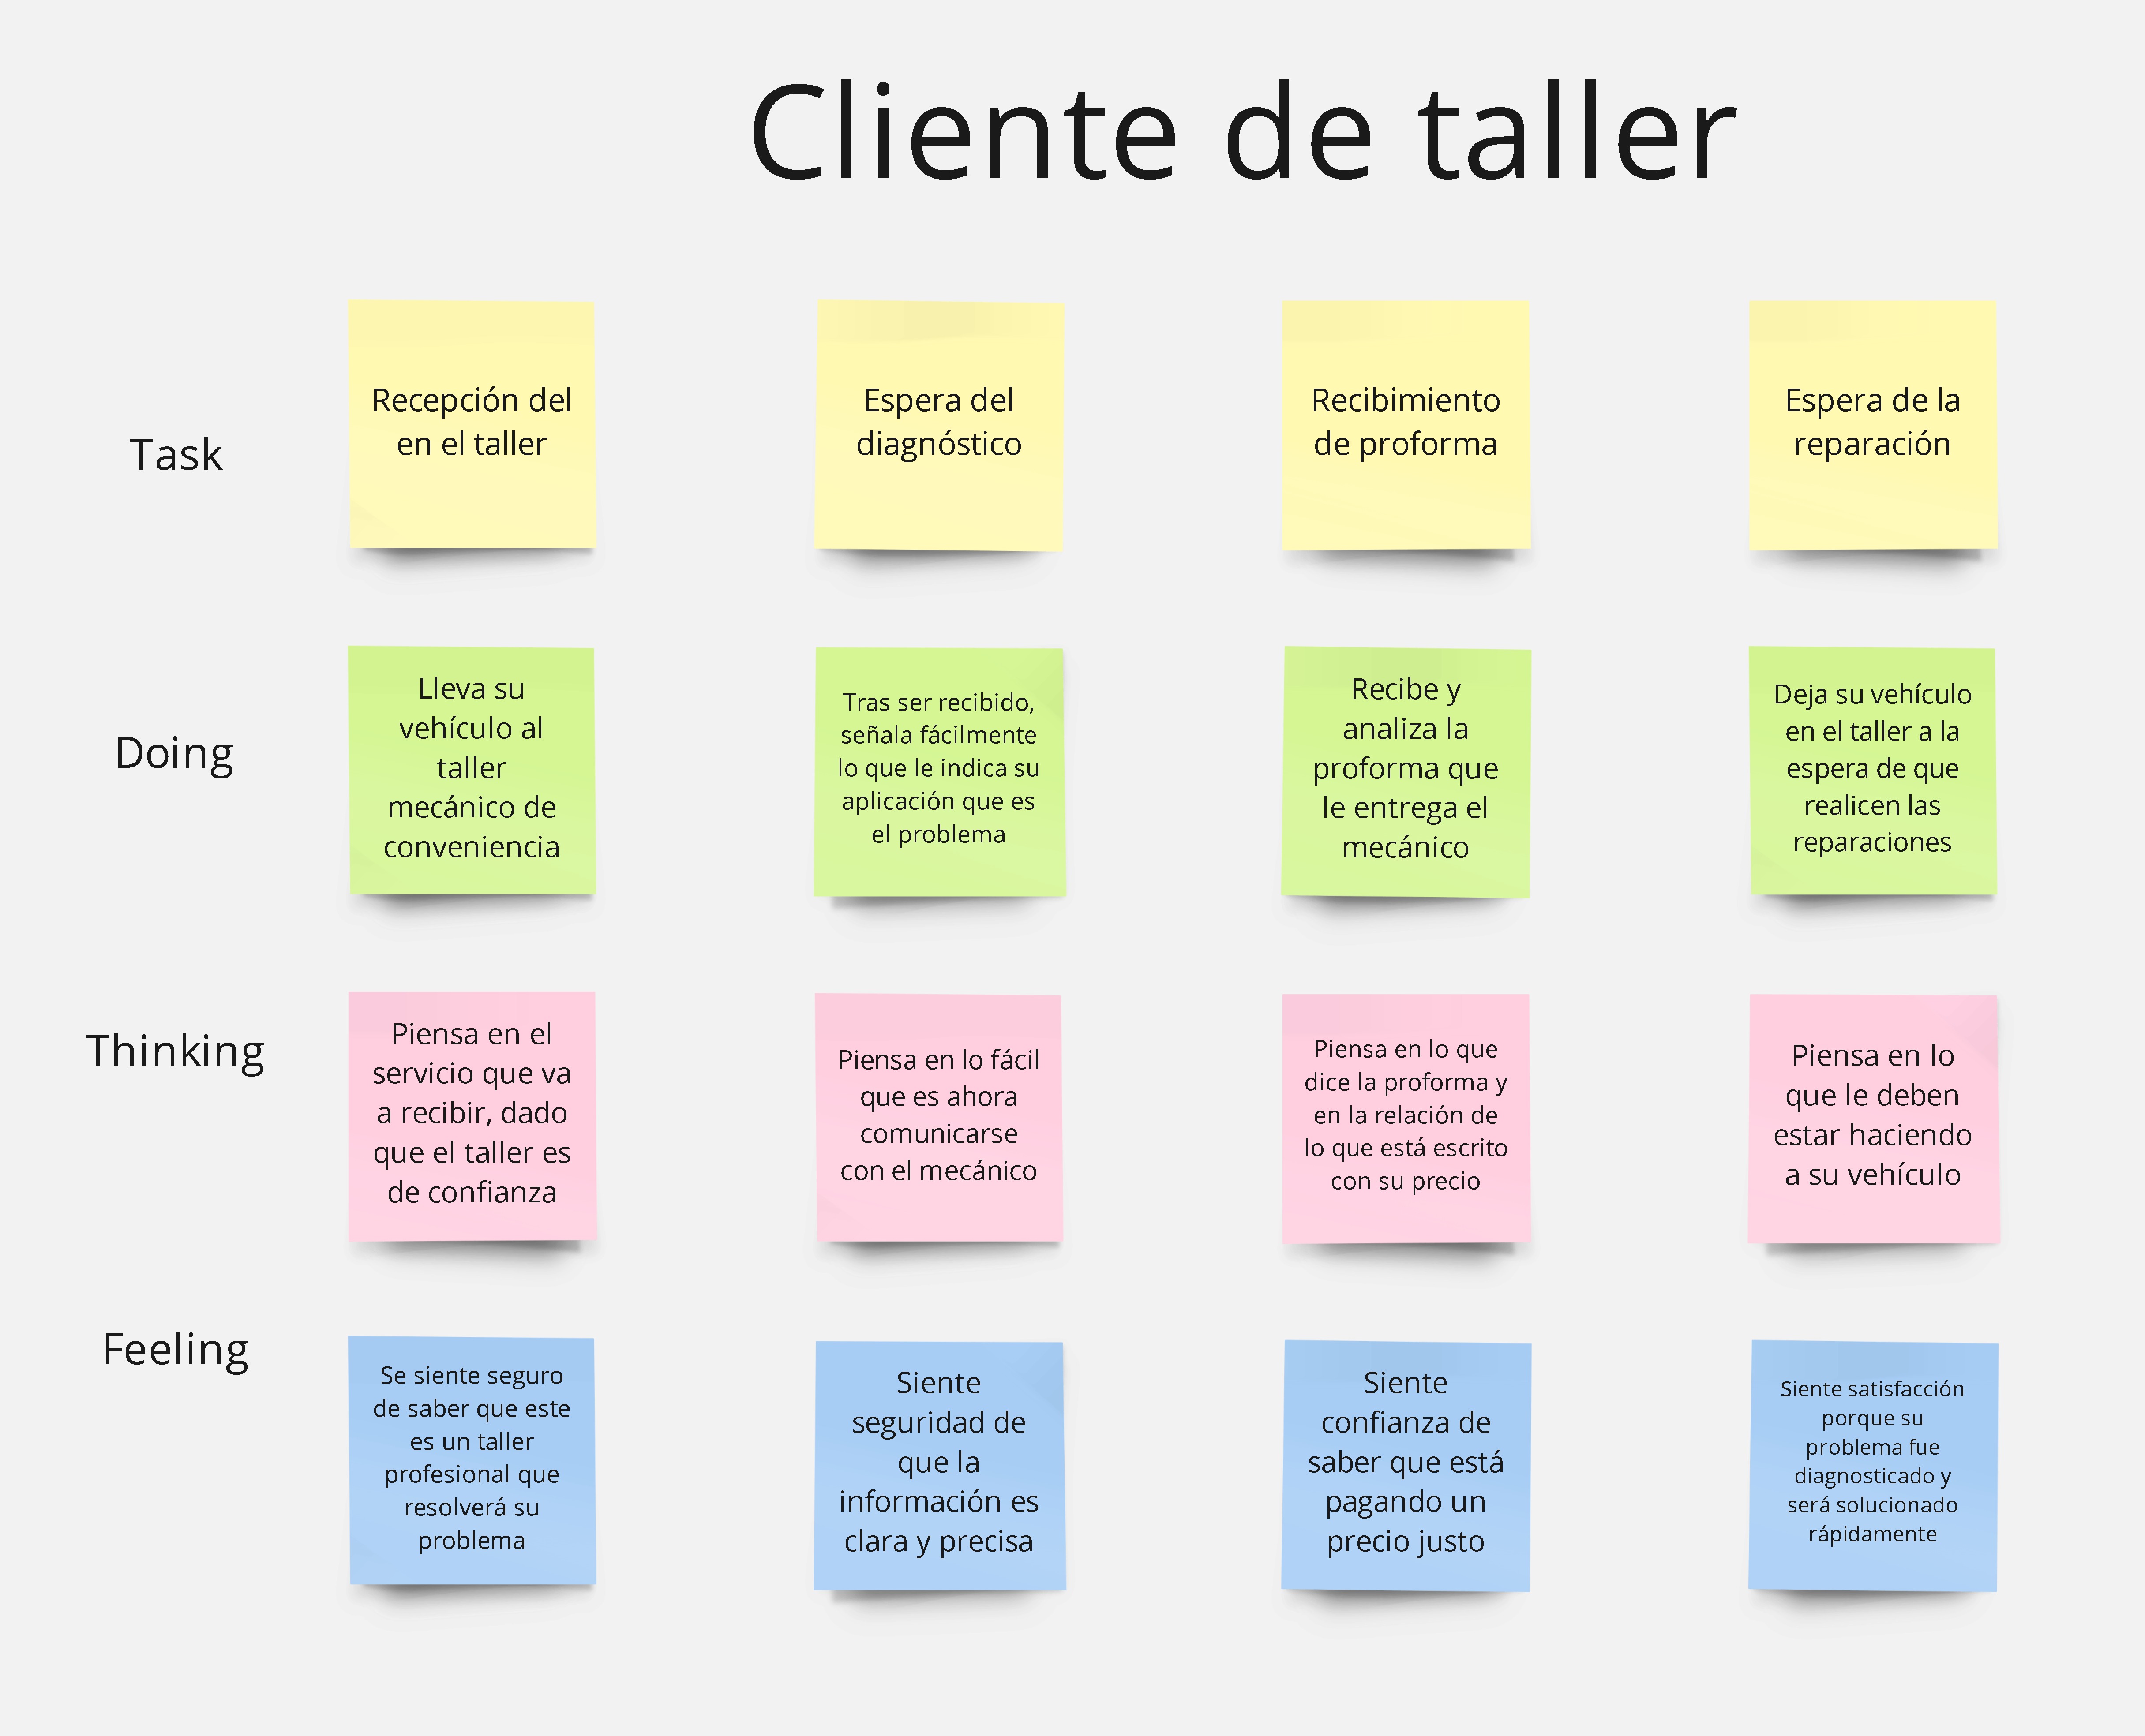 Cliente de taller
Task
Recepción del
en el taller
Espera del
diagnóstico
Recibimiento
de proforma
Espera de la
reparación
Doing
Lleva su
vehículo al
taller
mecánico de
conveniencia
Tras ser recibido,
señala fácilmente
lo que le indica su
aplicación que es
el problema
Recibe y
analiza la
proforma que
le entrega el
mecánico
Deja su vehículo
en el taller a la
espera de que
realicen las
reparaciones
Thinking
Piensa en el
servicio que va
a recibir, dado
que el taller es
de confianza
Piensa en lo fácil
que es ahora
comunicarse
con el mecánico
Piensa en lo que
dice la proforma y
en la relación de
lo que está escrito
con su precio
Piensa en lo
que le deben
estar haciendo
a su vehículo
Feeling
Se siente seguro
de saber que este
es un taller
profesional que
resolverá su
problema
Siente
seguridad de
que la
información es
clara y precisa
Siente
confianza de
saber que está
pagando un
precio justo
Siente satisfacción
porque su
problema fue
diagnosticado y
será solucionado
rápidamente